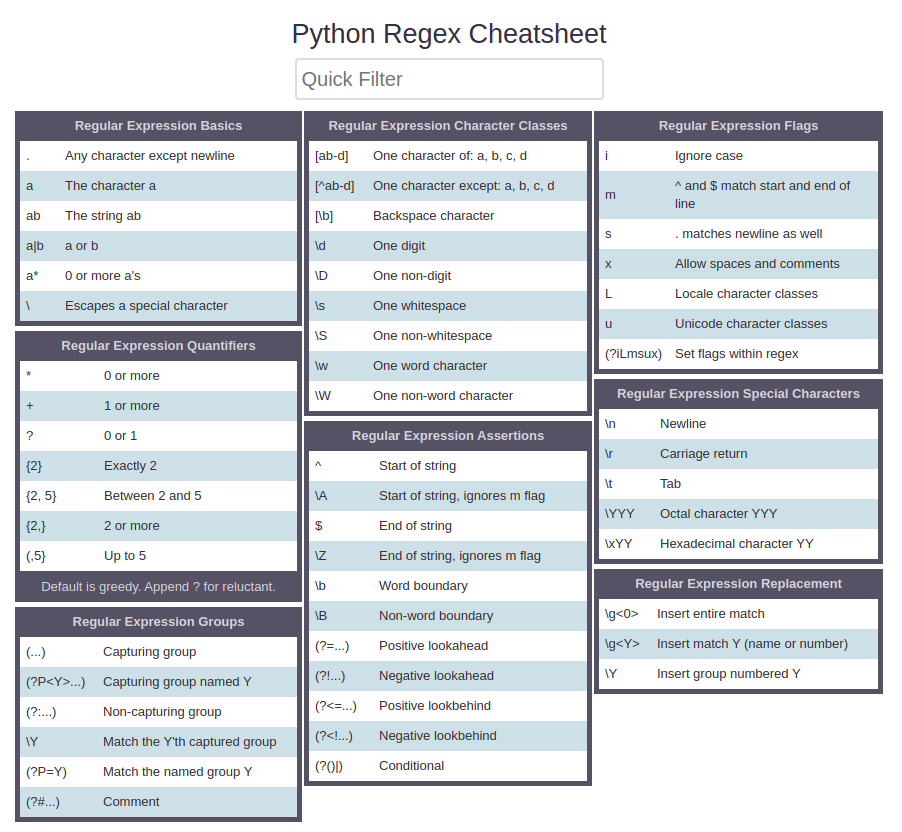 Python Regex Cheatsheet
Quick Filter
Regular Expression Basics
. Any character except newline
a The character a
ab The string ab
a|b a or b
a* 0 or more a's
\ Escapes a special character
Regular Expression Quantifiers
* 0 or more
+ 1 or more
? 0 or 1
{2} Exactly 2
{2, 5} Between 2 and 5
{2,} 2 or more
(,5} Up to 5
Default is greedy. Append ? for reluctant.
Regular Expression Groups
(...) Capturing group
(?P<Y>...) Capturing group named Y
(?:...) Non-capturing group
\Y Match the Y'th captured group
(?P=Y) Match the named group Y
(?#...) Comment
Regular Expression Character Classes
[ab-d] One character of: a, b, c, d
[^ab-d] One character except: a, b, c, d
[\b] Backspace character
\d One digit
\D One non-digit
\s One whitespace
\S One non-whitespace
\w One word character
\W One non-word character
Regular Expression Assertions
^ Start of string
\A Start of string, ignores m flag
$ End of string
\Z End of string, ignores m flag
\b Word boundary
\B Non-word boundary
(?=...) Positive lookahead
(?!...) Negative lookahead
(?<=...) Positive lookbehind
(?<!...) Negative lookbehind
(?()|) Conditional
Regular Expression Flags
i Ignore case
m ^ and $ match start and end of
line
s . matches newline as well
x Allow spaces and comments
L Locale character classes
u Unicode character classes
(?iLmsux) Set flags within regex
Regular Expression Special Characters
\n Newline
\r Carriage return
\t Tab
\YYY Octal character YYY
\xYY Hexadecimal character YY
Regular Expression Replacement
\g<0> Insert entire match
\g<Y> Insert match Y (name or number)
\Y Insert group numbered Y